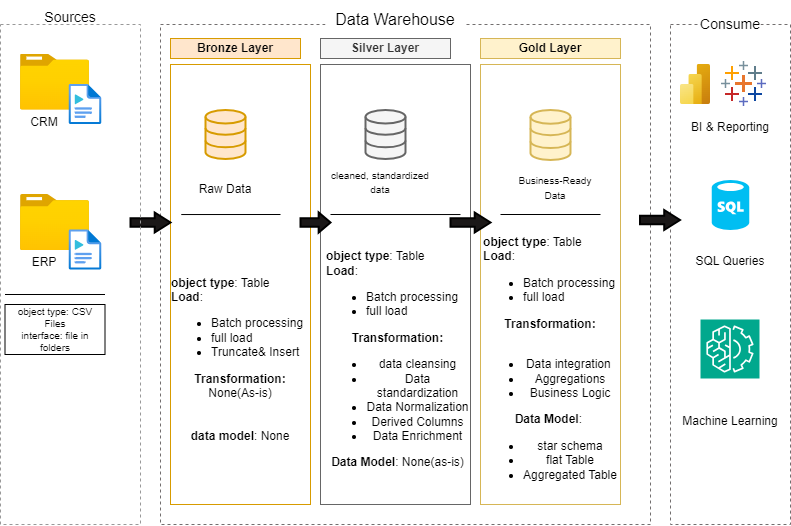 Sources
CRM
ERP
object type: CSV
Files
interface: file in
folders
Data Warehouse
Bronze Layer
Raw Data
object type: Table
Load:
• Batch processing
• full load
• Truncate& Insert
Transformation:
None(As-is)
data model: None
Silver Layer
cleaned, standardized
data
object type: Table
Load:
• Batch processing
• full load
Transformation:
• data cleansing
• Data
standardization
• Data Normalization
• Derived Columns
• Data Enrichment
Data Model: None(as-is)
Gold Layer
Business-Ready
Data
object type: Table
Load:
• Batch processing
• full load
Transformation:
• Data integration
• Aggregations
• Business Logic
Data Model:
• star schema
• flat Table
• Aggregated Table
Consume
BI & Reporting
SQL
SQL Queries
Machine Learning